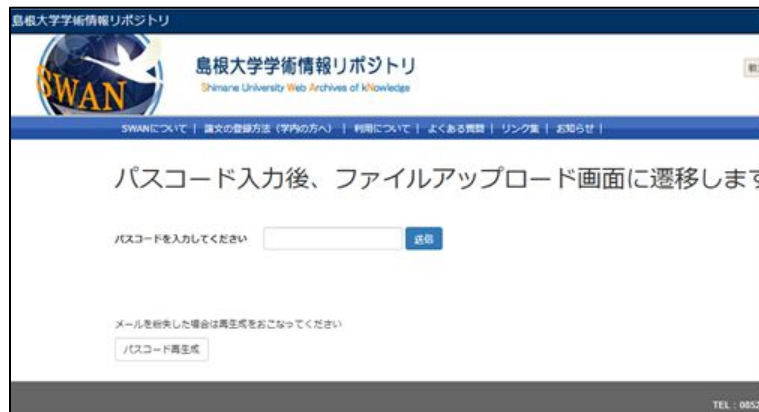 島根大学学術情報リポジトリ
SWAN
島根大学学術情報リポジトリ
Shimane University Web Archives of kNowledge
SWANについて | 論文の登録方法（学内の方へ） | 利用について | よくある質問 | リンク集 | お知らせ |
パスコード入力後、ファイルアップロード画面に遷移します
パスコードを入力してください
送信
メールを紛失した場合は再生成をおこなってください
パスコード再生成
TEL : 0852